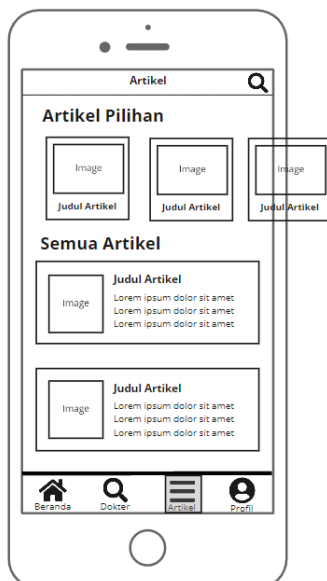 Artikel
Artikel Pilihan
Image
Image
Image
Judul Artikel
Judul Artikel
Judul Artikel
Semua Artikel
Image
Judul Artikel
Lorem ipsum dolor sit amet
Lorem ipsum dolor sit amet
Lorem ipsum dolor sit amet
Image
Judul Artikel
Lorem ipsum dolor sit amet
Lorem ipsum dolor sit amet
Lorem ipsum dolor sit amet
Beranda
Dokter
Artikel
Profil